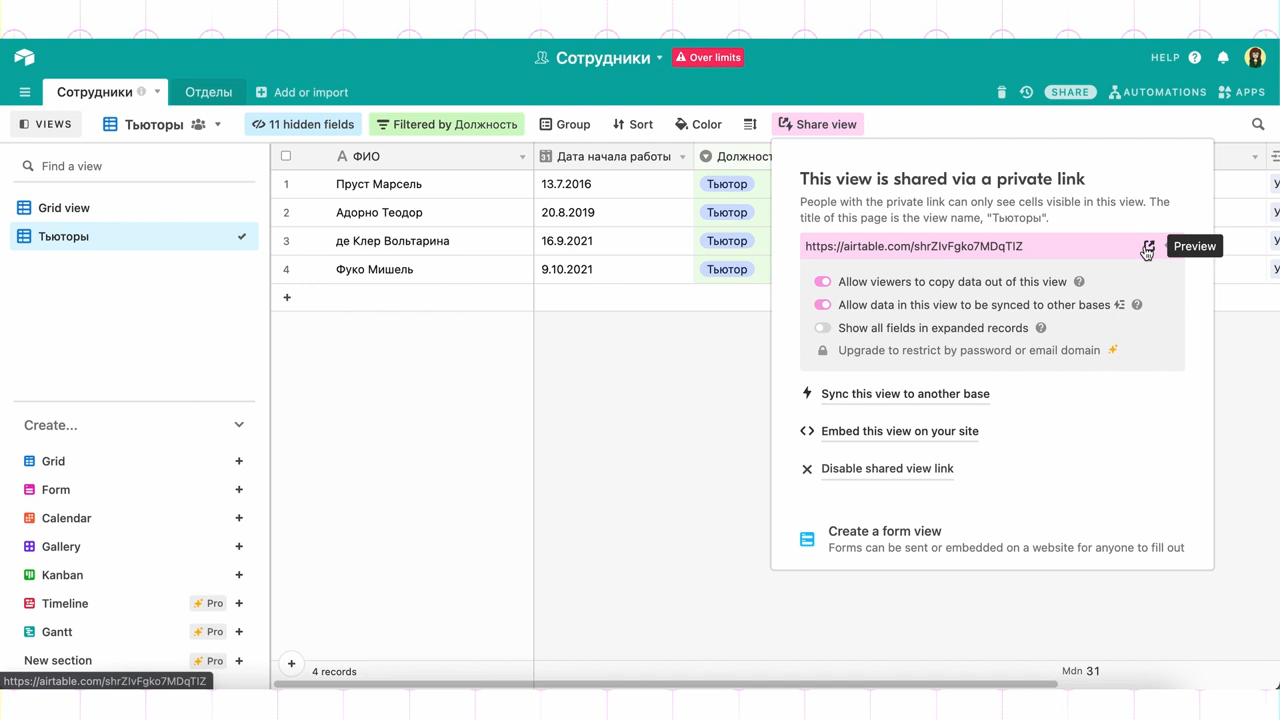 Сотрудники
Over limits
HELP
Сотрудники
Отделы
Add or import
SHARE
AUTOMATIONS
APPS
VIEWS
Тьюторы
11 hidden fields
Filtered by Должность
Group
Sort
Color
Share view
Find a view
Grid view
Тьюторы
Create...
Grid
Form
Calendar
Gallery
Kanban
Timeline
Pro
Gantt
Pro
New section
Pro
https://airtable.com/shrZIvFgko7MDqTIZ
ФИО
Дата начала работы
1
Пруст Марсель
13.7.2016
Тьютор
2
Адорно Теодор
20.8.2019
Тьютор
3
де Клер Вольтарина
16.9.2021
Тьютор
4
Фуко Мишель
9.10.2021
Тьютор
4 records
Mdn 31
This view is shared via a private link
People with the private link can only see cells visible in this view. The
title of this page is the view name, "Тьюторы".
https://airtable.com/shrZIvFgko7MDqTIZ
Preview
Allow viewers to copy data out of this view
Allow data in this view to be synced to other bases
Show all fields in expanded records
Upgrade to restrict by password or email domain
Sync this view to another base
Embed this view on your site
Disable shared view link
Create a form view
Forms can be sent or embedded on a website for anyone to fill out